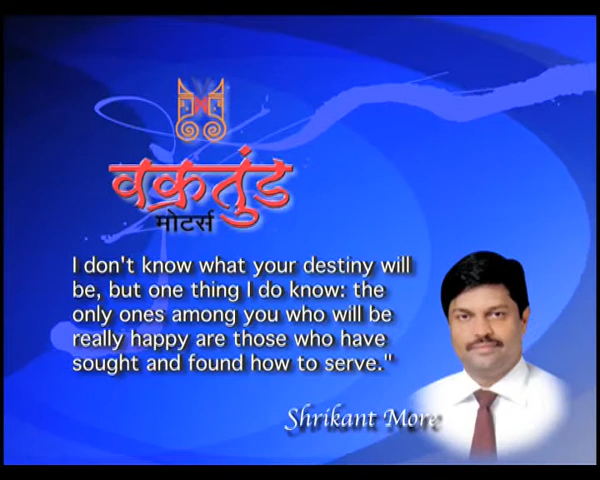 वक्रतुंड
मोटर्स
I don't know what your destiny will
be, but one thing I do know: the
only ones among you who will be
really happy are those who have
sought and found how to serve."
Shrikant More